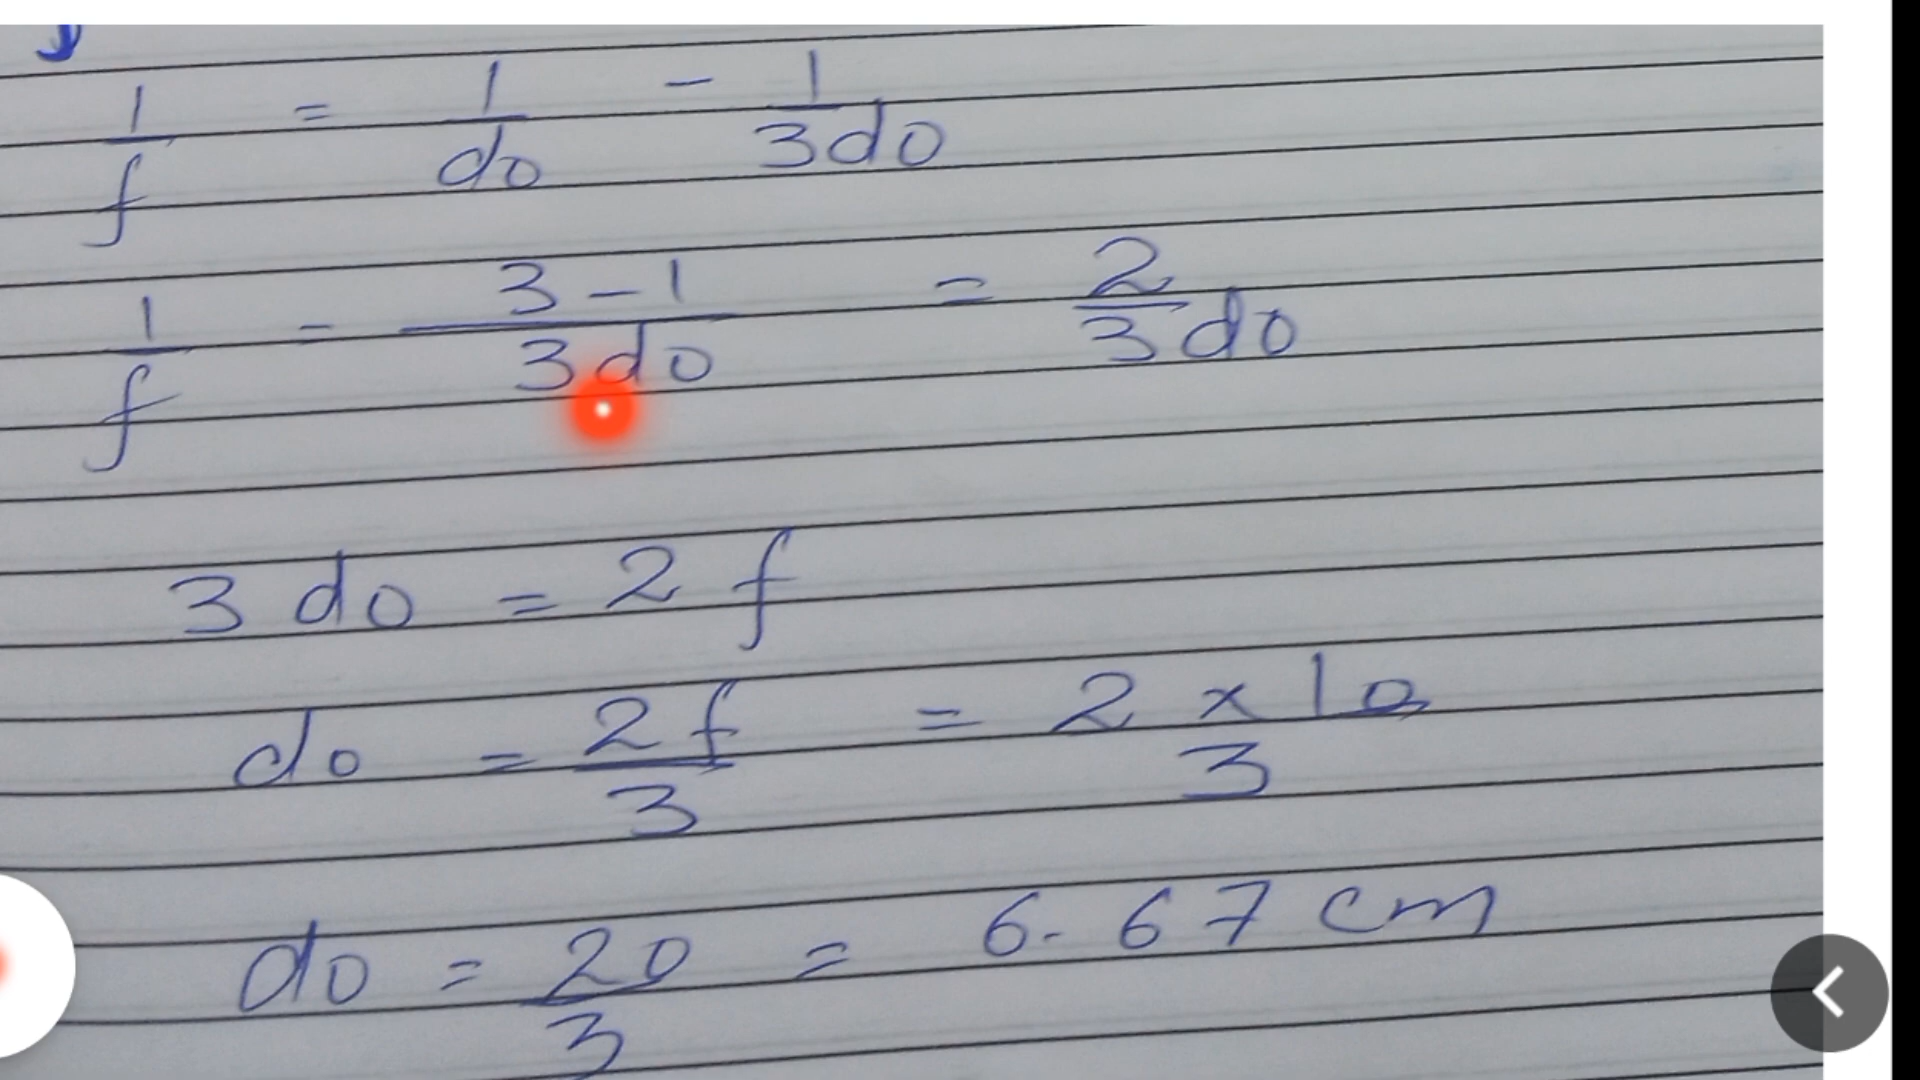 1/f = 1/do - 1/3do
1/f = 3-1/3do = 2/3do
3 do = 2 f
do = 2f/3 = 2 x 10/3
do = 20/3 = 6.67 cm